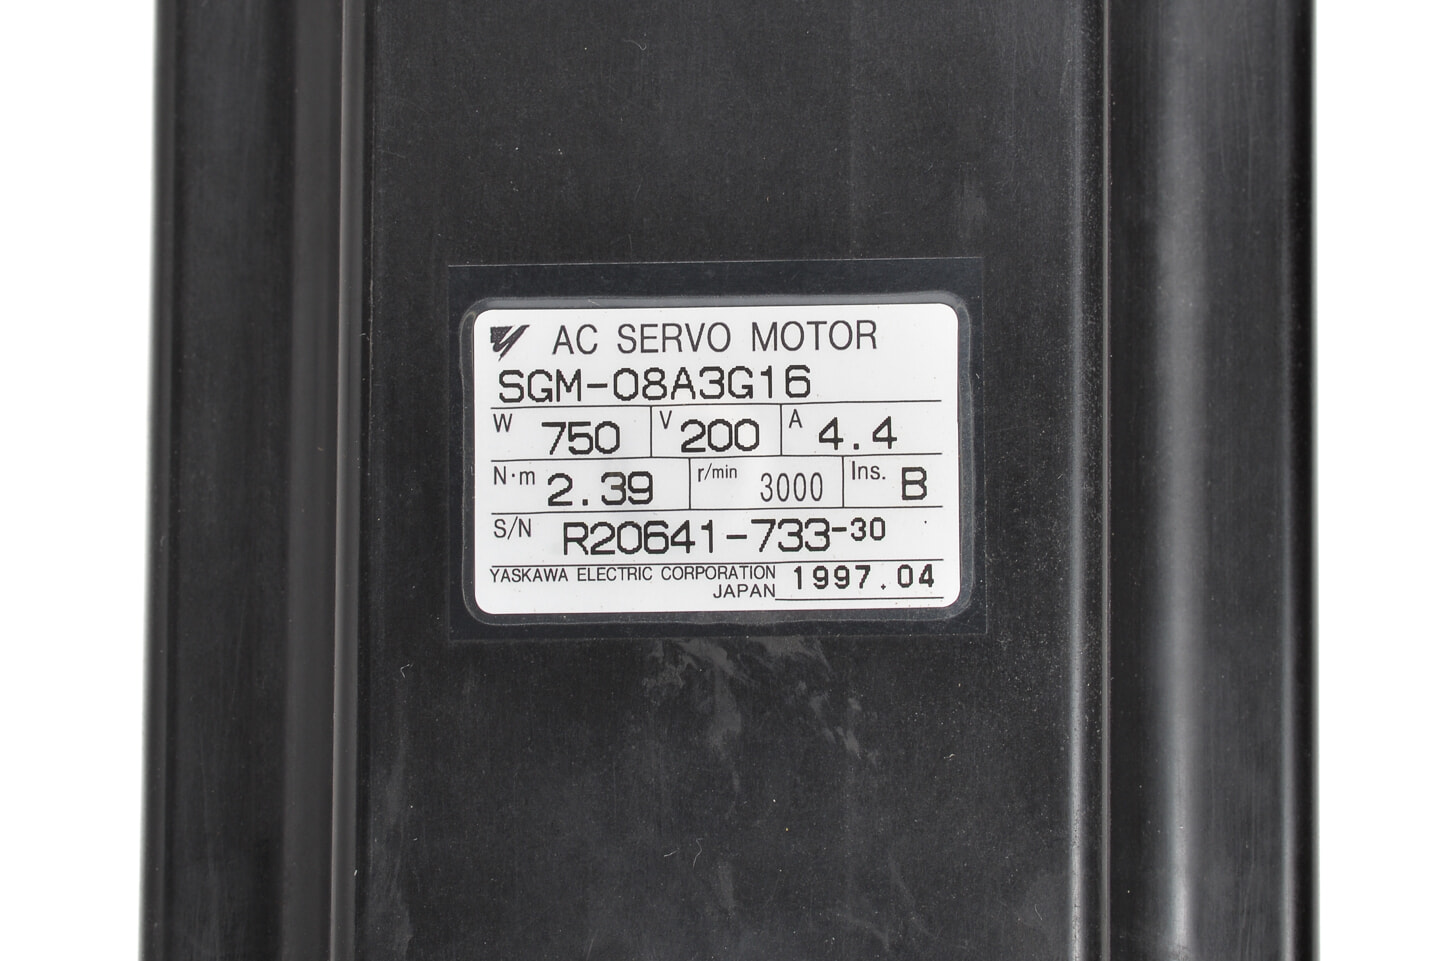 AC SERVO MOTOR
SGM-08A3G16
W 750 V 200 A 4.4
N·m 2.39 r/min 3000 Ins. B
S/N R20641-733-30
YASKAWA ELECTRIC CORPORATION 1997.04
JAPAN